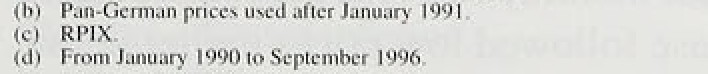 (b) Pan-German prices used after January 1991.
(c) RPIX.
(d) From January 1990 to September 1996.